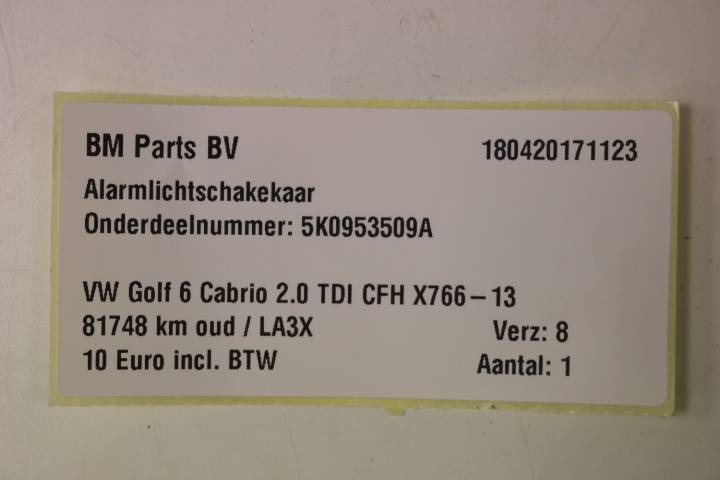 BM Parts BV 180420171123
Alarmlichtschakekaar
Onderdeelnummer: 5K0953509A
VW Golf 6 Cabrio 2.0 TDI CFH X766-13
81748 km oud / LA3X Verz: 8
10 Euro incl. BTW Aantal: 1